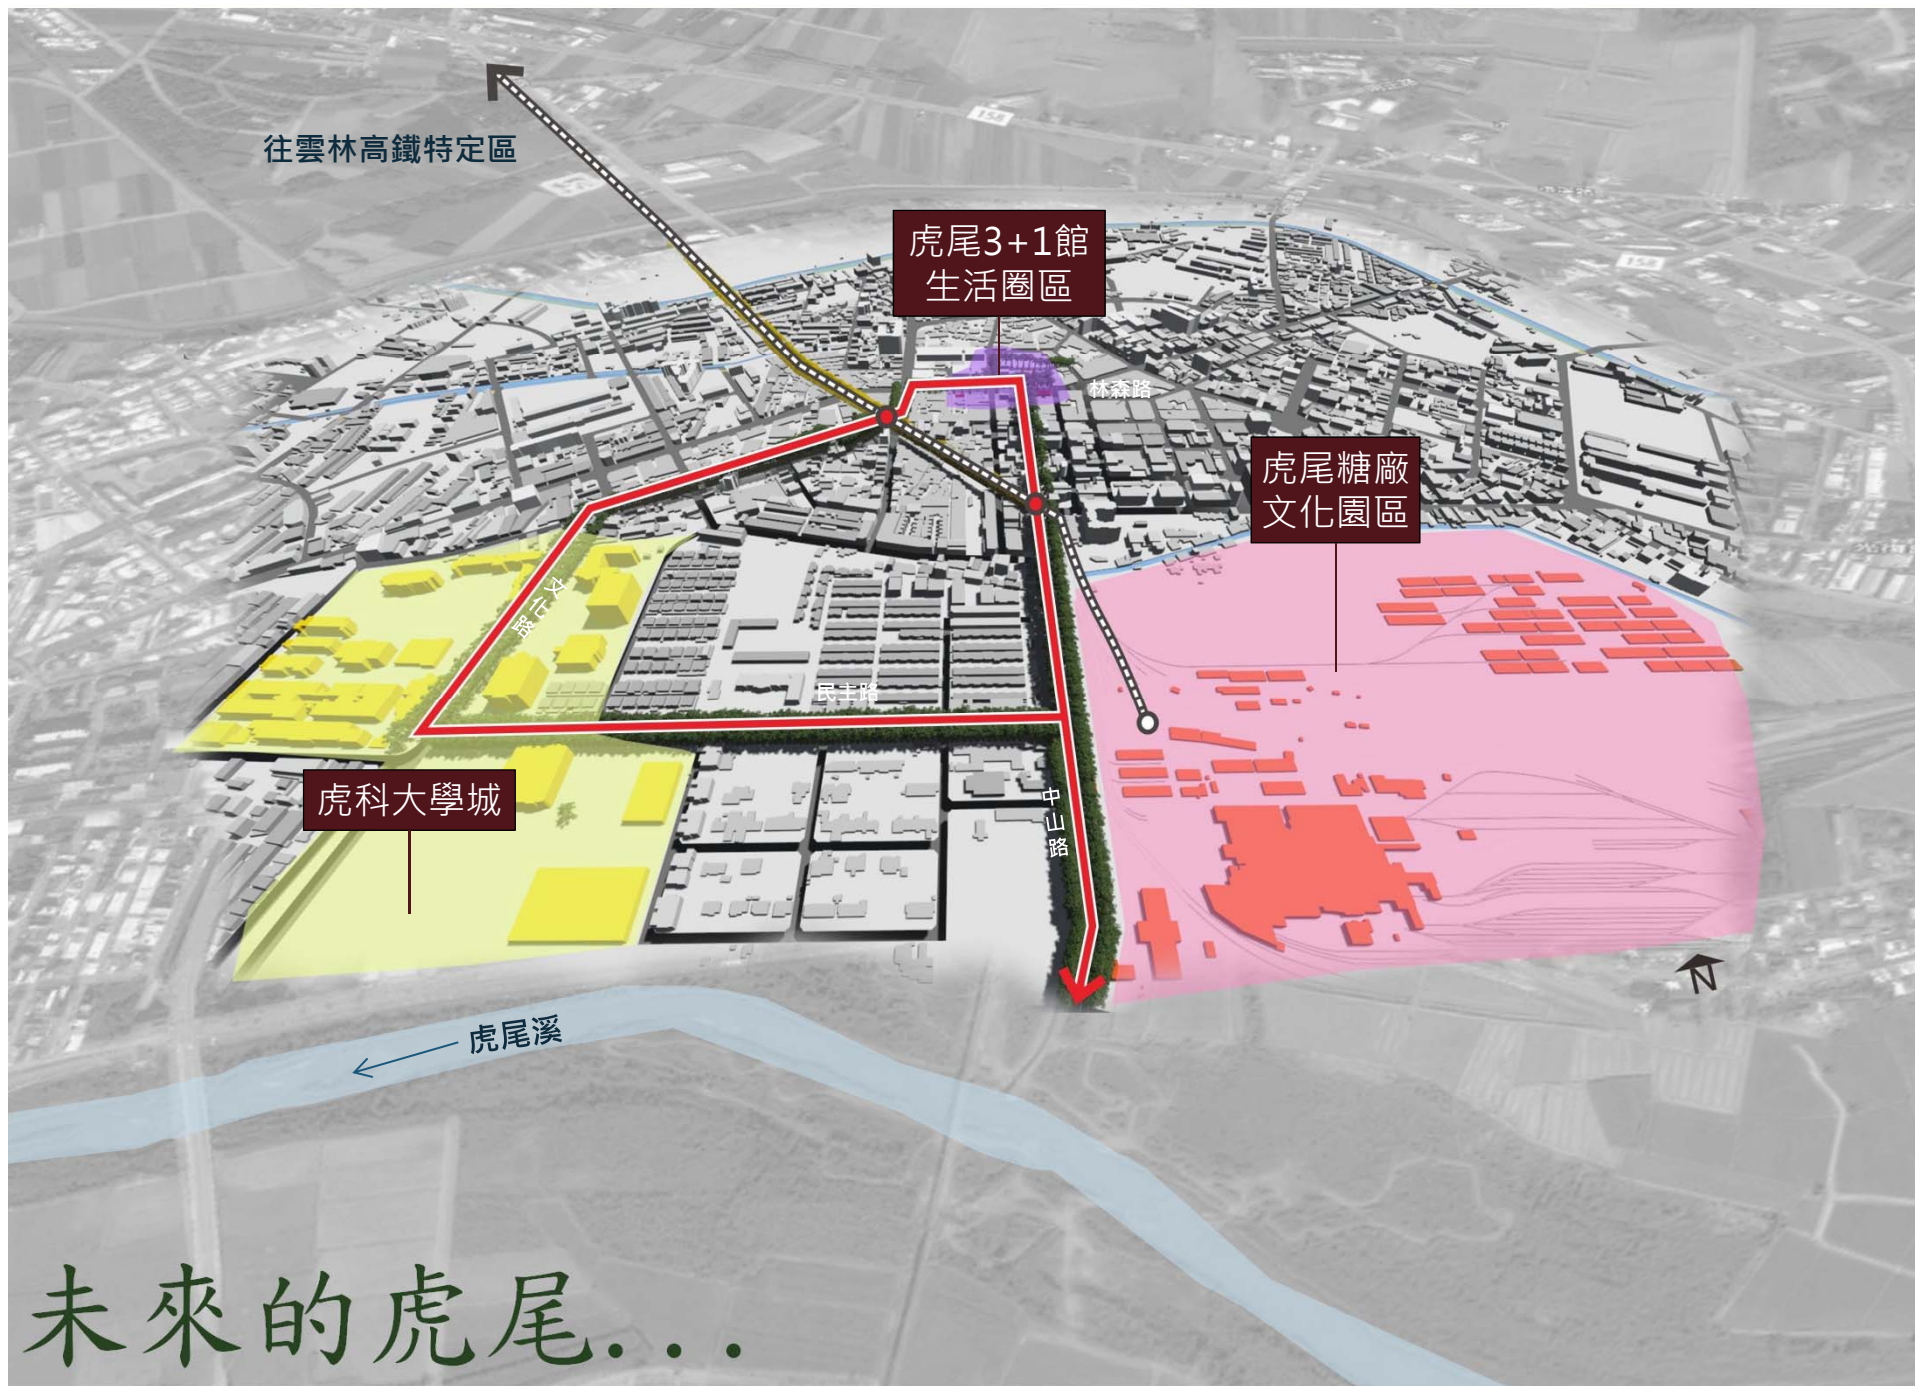 往雲林高鐵特定區
158
虎尾3+1館
生活圈區
158
林森路
虎尾糖廠
文化園區
文化路
民主路
虎科大學城
中山路
N
虎尾溪
未來的虎尾...